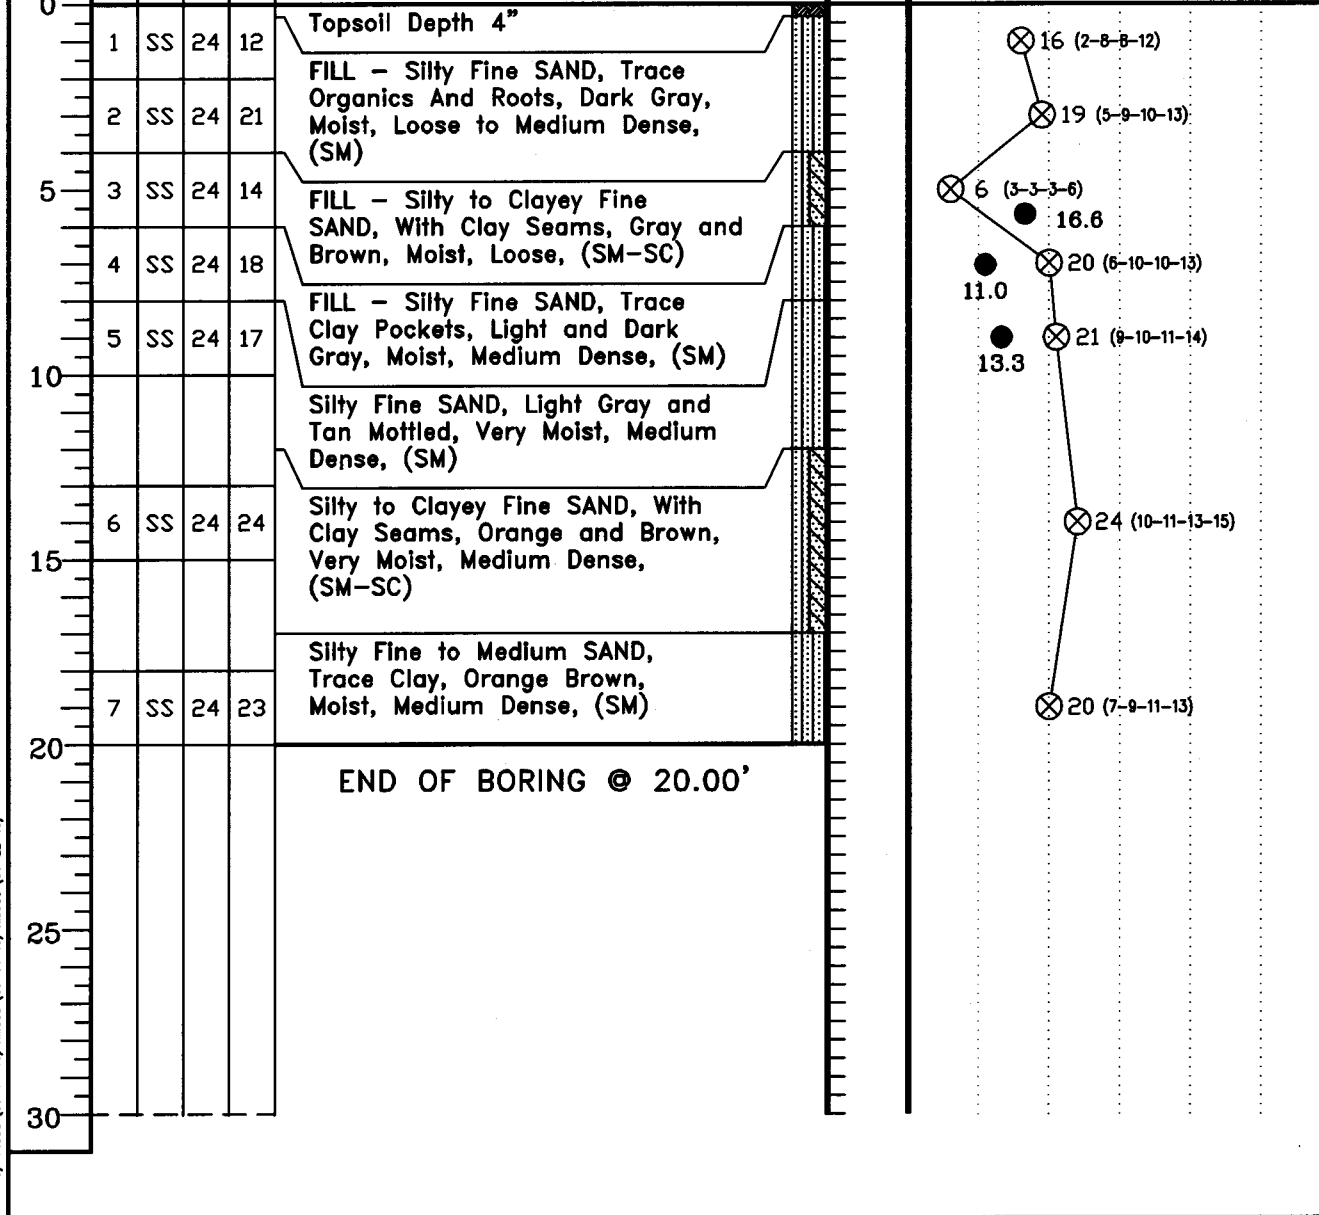 0
Topsoil Depth 4”
1 SS 24 12
16 (2-8-8-12)
FILL - Silty Fine SAND, Trace
Organics And Roots, Dark Gray,
Moist, Loose to Medium Dense,
(SM)
2 SS 24 21
19 (5-9-10-13)
5
3 SS 24 14
6 (3-3-3-6)
16.6
FILL - Silty to Clayey Fine
SAND, With Clay Seams, Gray and
Brown, Moist, Loose, (SM-SC)
4 SS 24 18
20 (6-10-10-13)
11.0
FILL - Silty Fine SAND, Trace
Clay Pockets, Light and Dark
Gray, Moist, Medium Dense, (SM)
5 SS 24 17
21 (9-10-11-14)
13.3
10
Silty Fine SAND, Light Gray and
Tan Mottled, Very Moist, Medium
Dense, (SM)
Silty to Clayey Fine SAND, With
Clay Seams, Orange and Brown,
Very Moist, Medium Dense,
(SM-SC)
6 SS 24 24
24 (10-11-13-15)
15
Silty Fine to Medium SAND,
Trace Clay, Orange Brown,
Moist, Medium Dense, (SM)
7 SS 24 23
20 (7-9-11-13)
20
END OF BORING @ 20.00’
25
30